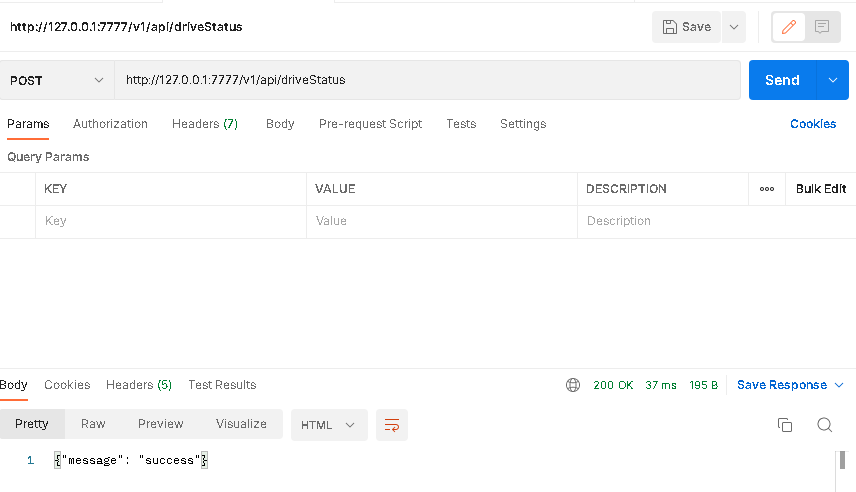 http://127.0.0.1:7777/v1/api/driveStatus Save
POST http://127.0.0.1:7777/v1/api/driveStatus Send
Params Authorization Headers (7) Body Pre-request Script Tests Settings Cookies
Query Params
KEY VALUE DESCRIPTION ooo Bulk Edit
Key Value Description
Body Cookies Headers (5) Test Results 200 OK 37 ms 195 B Save Response
Pretty Raw Preview Visualize HTML
1 {"message": "success"}